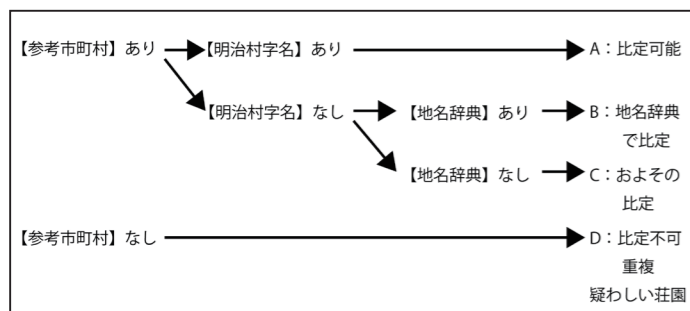 【参考市町村】あり
【明治村字名】あり
A：比定可能
【明治村字名】なし
【地名辞典】あり
B：地名辞典
で比定
【地名辞典】なし
C：およその
比定
【参考市町村】なし
D：比定不可
重複
疑わしい荘園